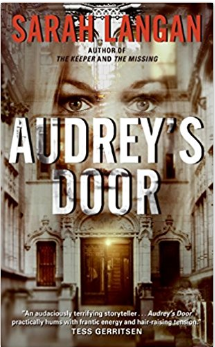 SARAH LANGAN
AUTHOR OF
THE KEEPER AND THE MISSING
AUDREY'S
DOOR
"An audaciously terrifying storyteller . . . Audrey's Door
practically hums with frantic energy and hair-raising tension."
TESS GERRITSEN